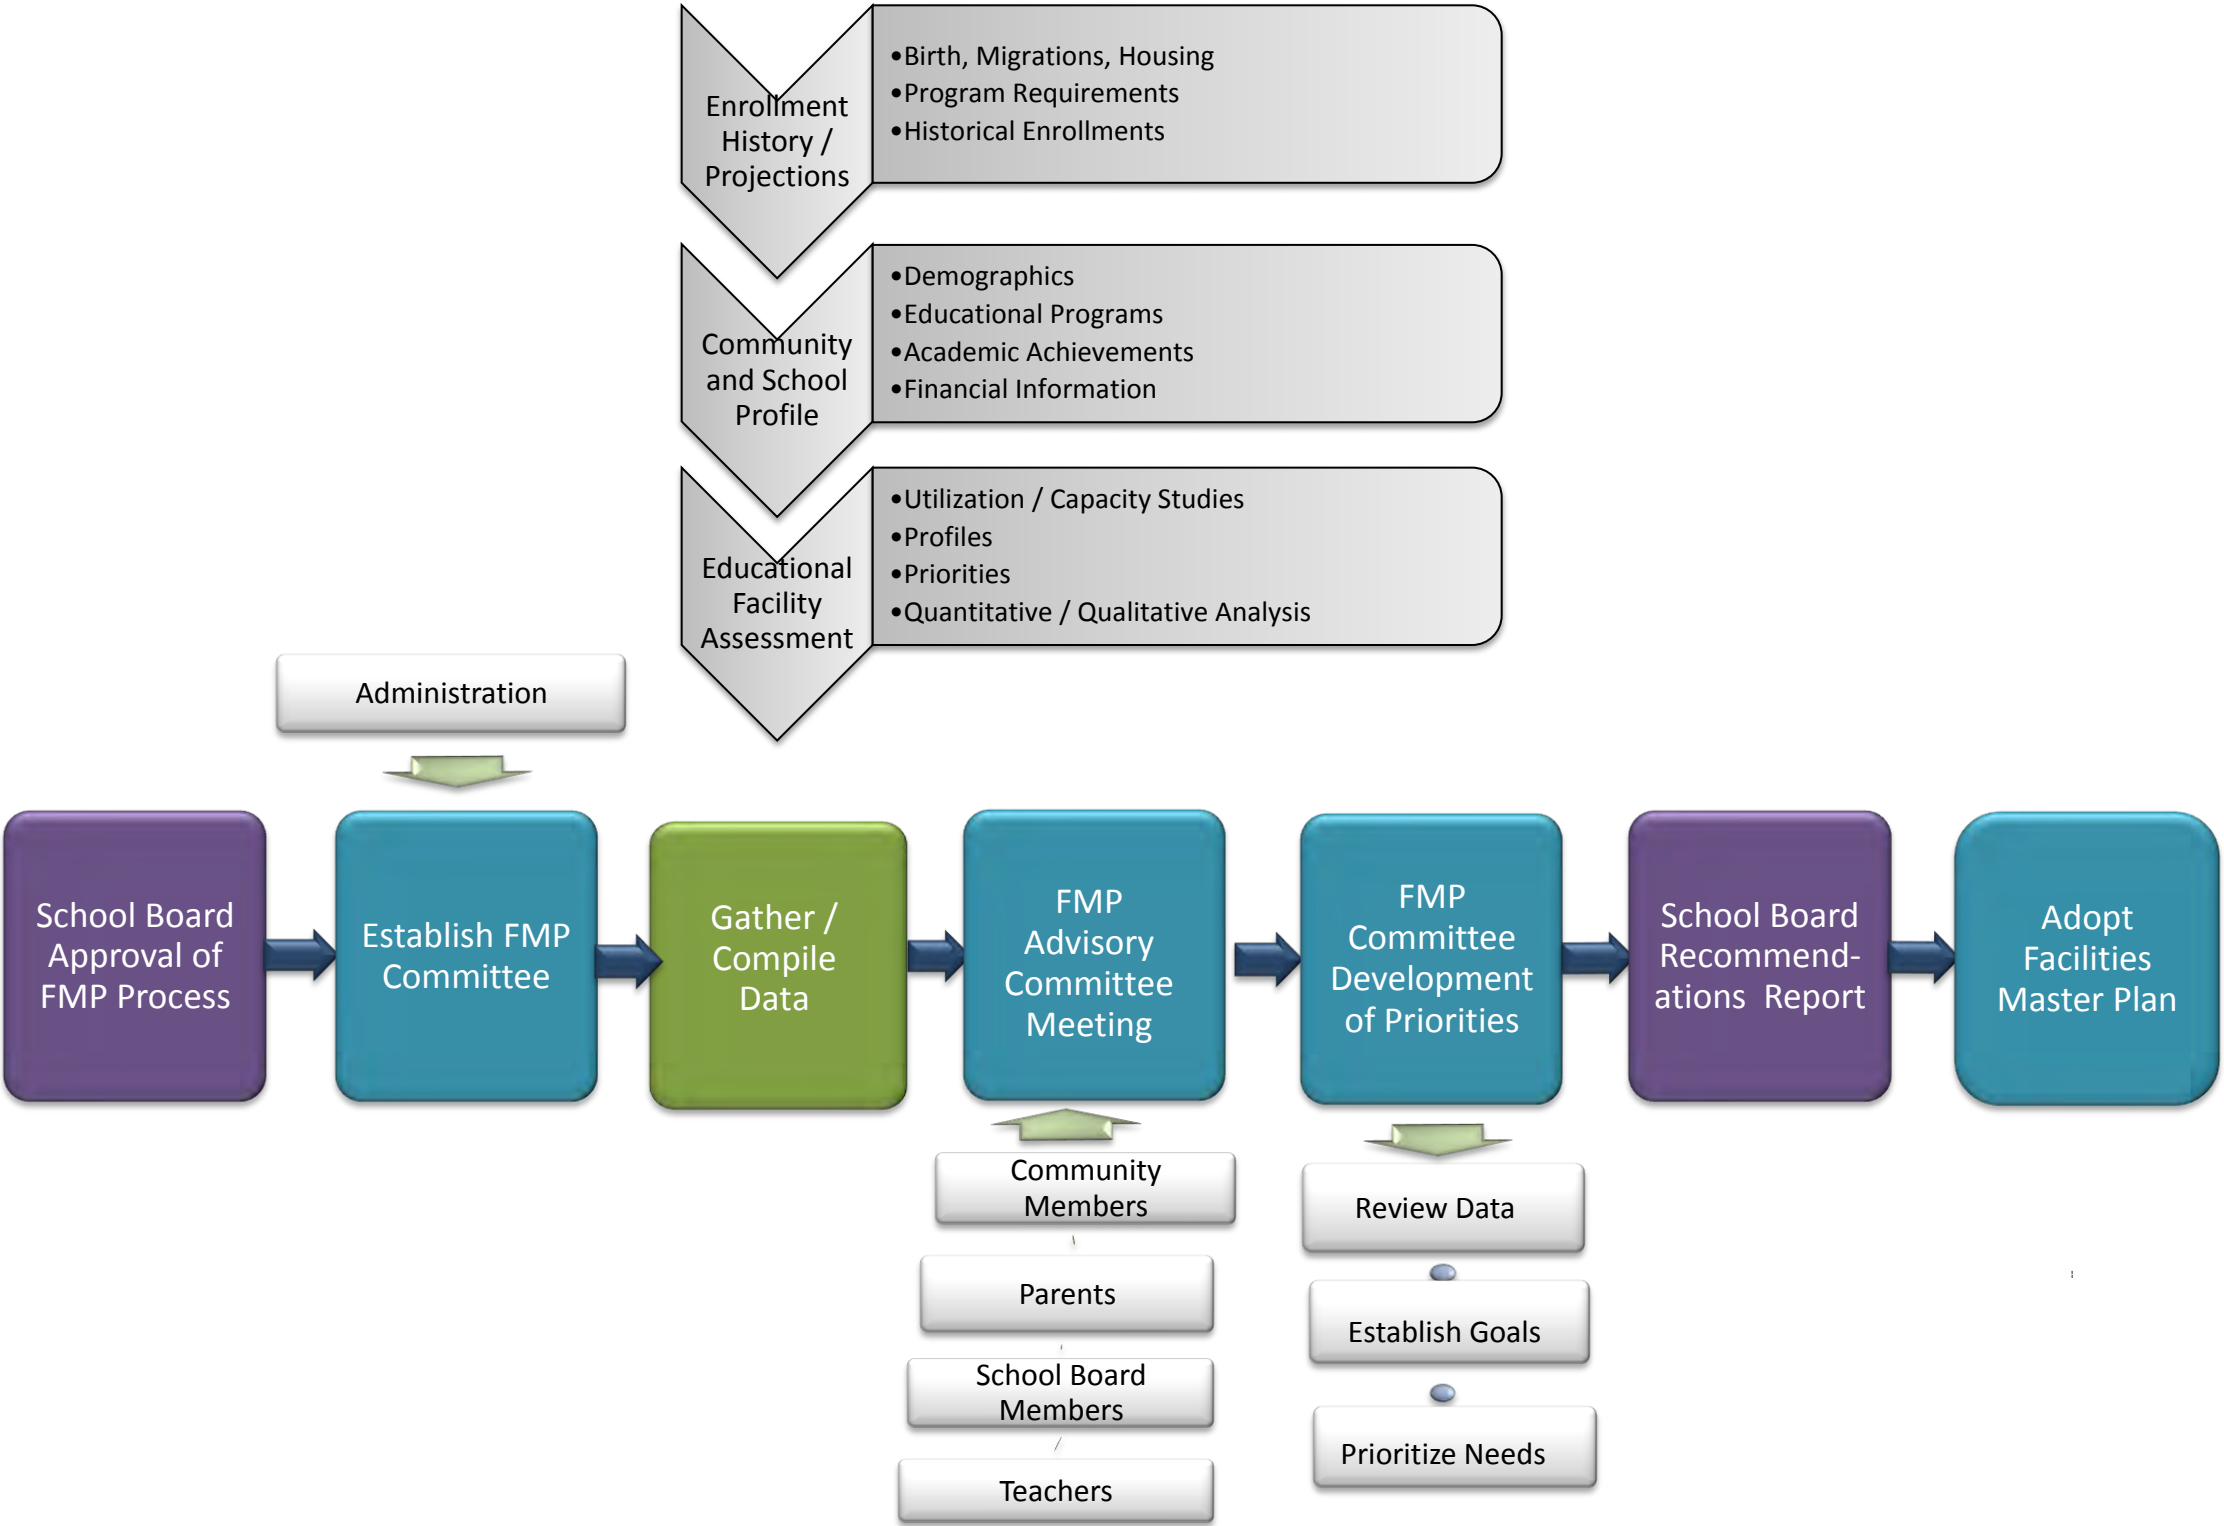 Enrollment
History /
Projections
•Birth, Migrations, Housing
•Program Requirements
•Historical Enrollments
Community
and School
Profile
•Demographics
•Educational Programs
•Academic Achievements
•Financial Information
Educational
Facility
Assessment
•Utilization / Capacity Studies
•Profiles
•Priorities
•Quantitative / Qualitative Analysis
Administration
School Board
Approval of
FMP Process
Establish FMP
Committee
Gather /
Compile
Data
FMP
Advisory
Committee
Meeting
FMP
Committee
Development
of Priorities
School Board
Recommend-
ations Report
Adopt
Facilities
Master Plan
Community
Members
Parents
School Board
Members
Teachers
Review Data
Establish Goals
Prioritize Needs